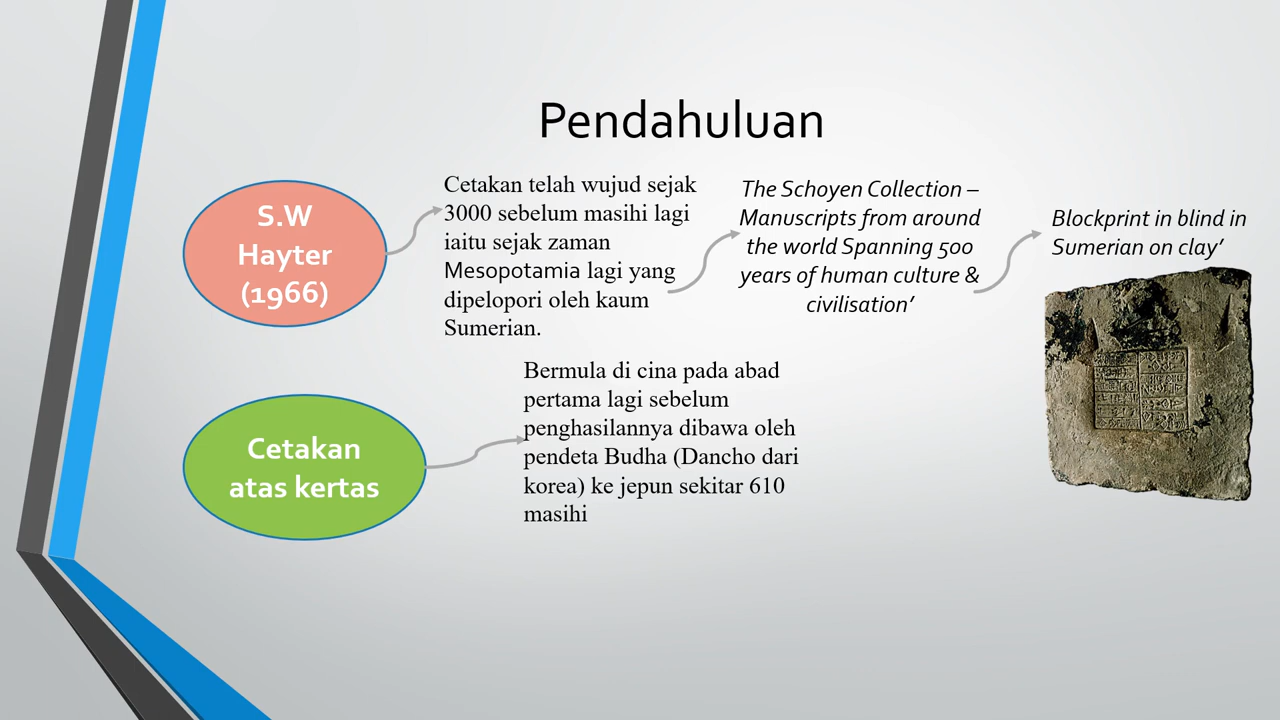 Pendahuluan
S.W
Hayter
(1966)
Cetakan telah wujud sejak
3000 sebelum masihi lagi
iaitu sejak zaman
Mesopotamia lagi yang
dipelopori oleh kaum
Sumerian.
The Schoyen Collection –
Manuscripts from around
the world Spanning 500
years of human culture &
civilisation’
Blockprint in blind in
Sumerian on clay’
Cetakan
atas kertas
Bermula di cina pada abad
pertama lagi sebelum
penghasilannya dibawa oleh
pendeta Budha (Dancho dari
korea) ke jepun sekitar 610
masihi